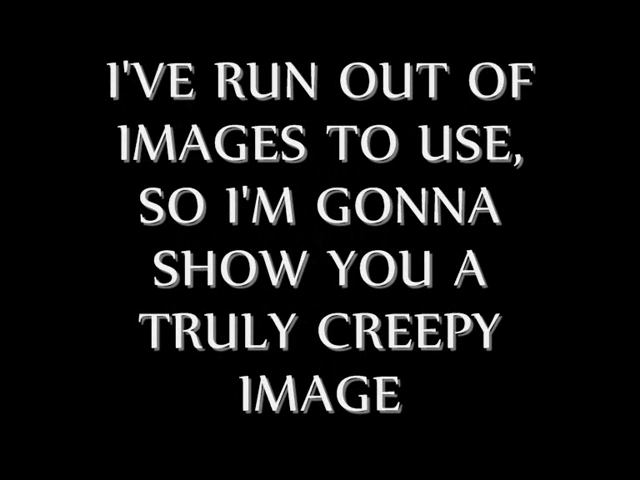 I'VE RUN OUT OF
IMAGES TO USE,
SO I'M GONNA
SHOW YOU A
TRULY CREEPY
IMAGE